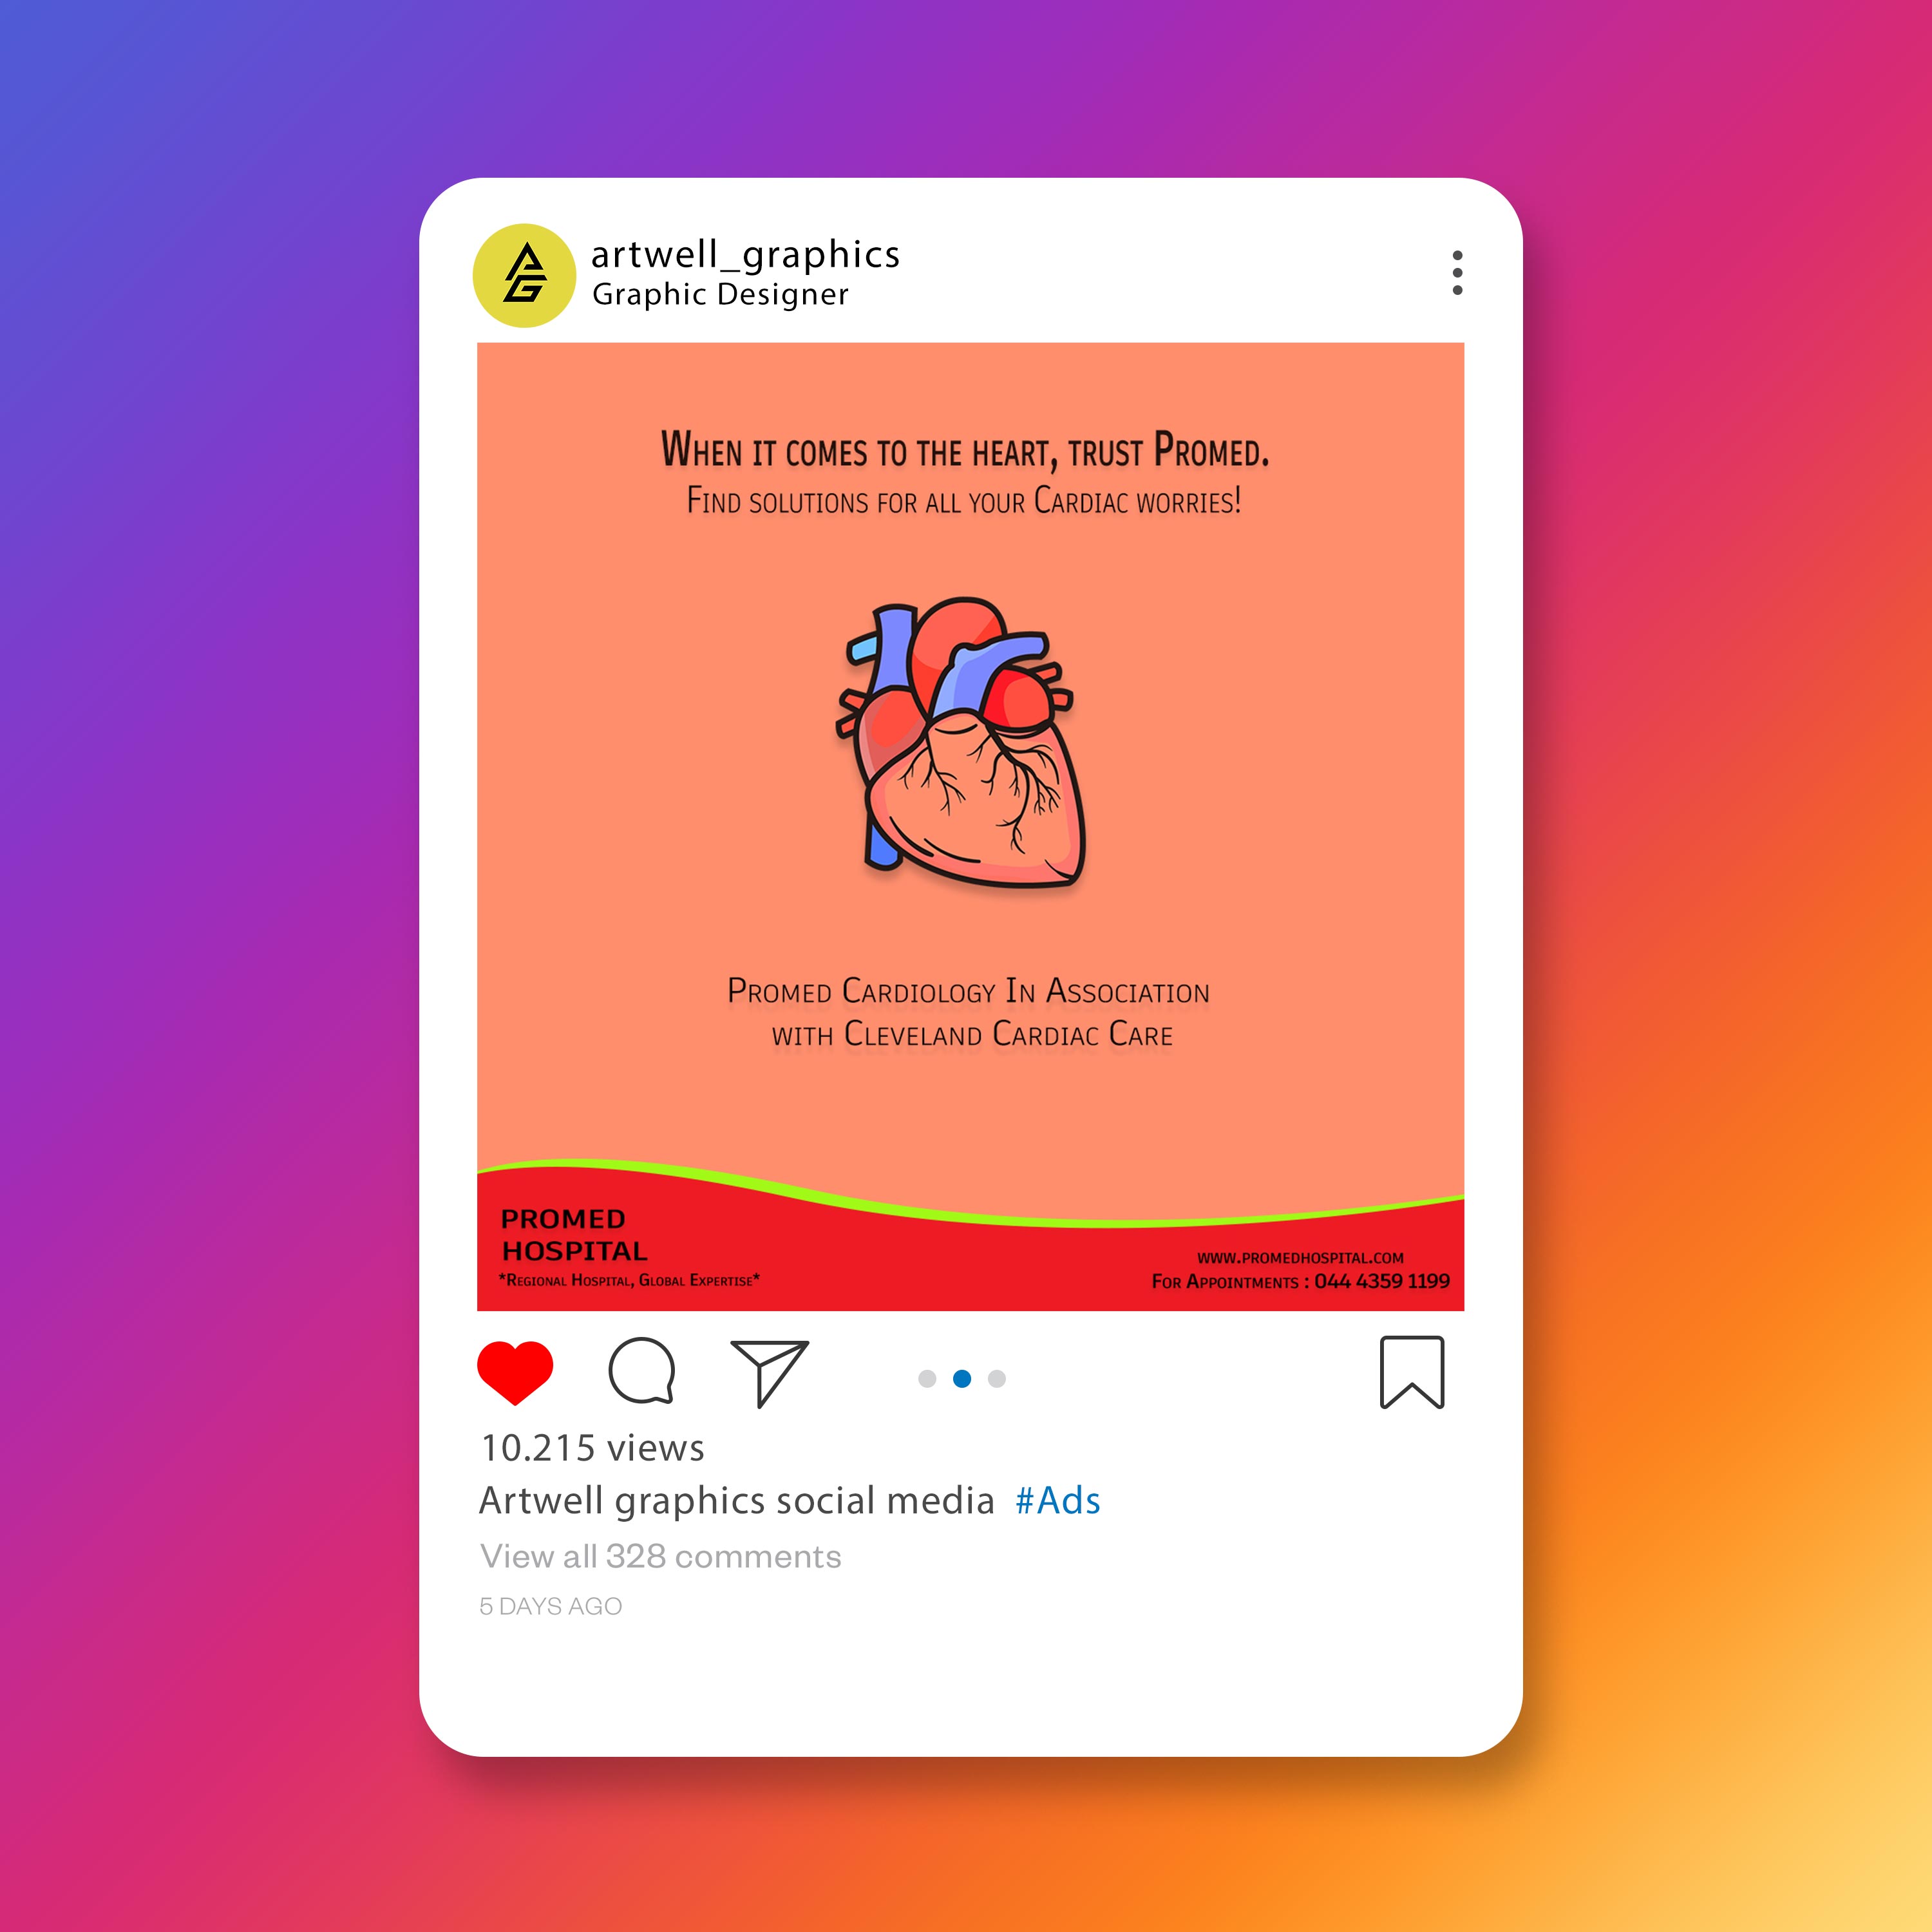 artwell_graphics
Graphic Designer
When it comes to the heart, trust Promed.
Find solutions for all your Cardiac worries!
Promed Cardiology In Association
with Cleveland Cardiac Care
PROMED
HOSPITAL
*Regional Hospital, Global Expertise*
www.promedhospital.com
For Appointments : 044 4359 1199
10.215 views
Artwell graphics social media #Ads
View all 328 comments
5 DAYS AGO